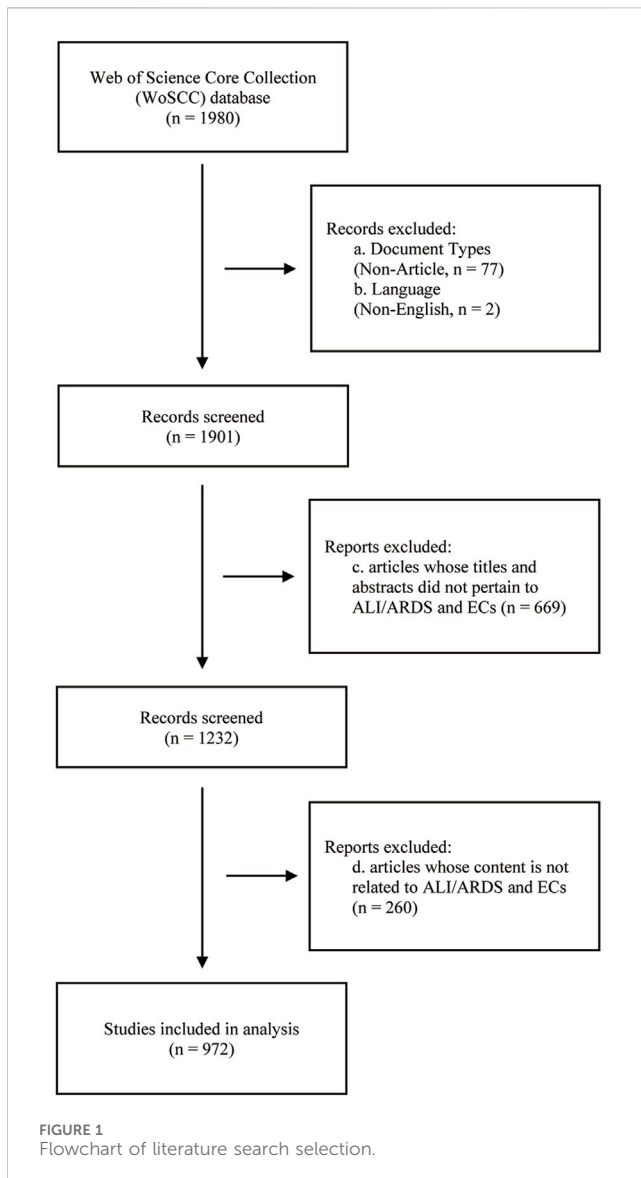 Web of Science Core Collection
(WoSCC) database
(n = 1980)
Records excluded:
a. Document Types
(Non-Article, n = 77)
b. Language
(Non-English, n = 2)
Records screened
(n = 1901)
Reports excluded:
c. articles whose titles and
abstracts did not pertain to
ALI/ARDS and ECs (n = 669)
Records screened
(n = 1232)
Reports excluded:
d. articles whose content is not
related to ALI/ARDS and ECs
(n = 260)
Studies included in analysis
(n = 972)
FIGURE 1
Flowchart of literature search selection.